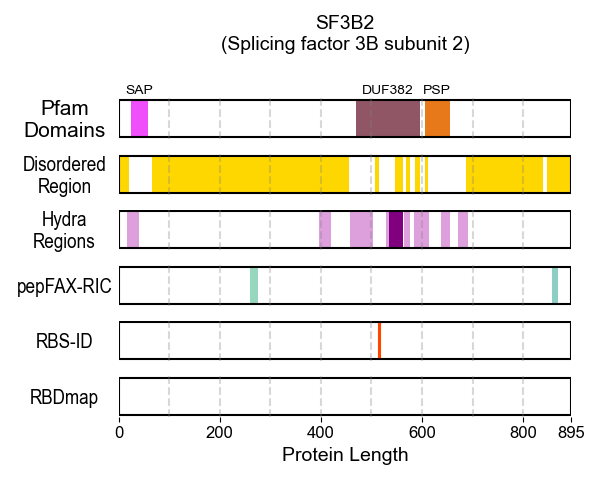 SF3B2
(Splicing factor 3B subunit 2)
SAP DUF382 PSP
Pfam
Domains
Disordered
Region
Hydra
Regions
pepFAX-RIC
RBS-ID
RBDmap
0 200 400 600 800 895
Protein Length